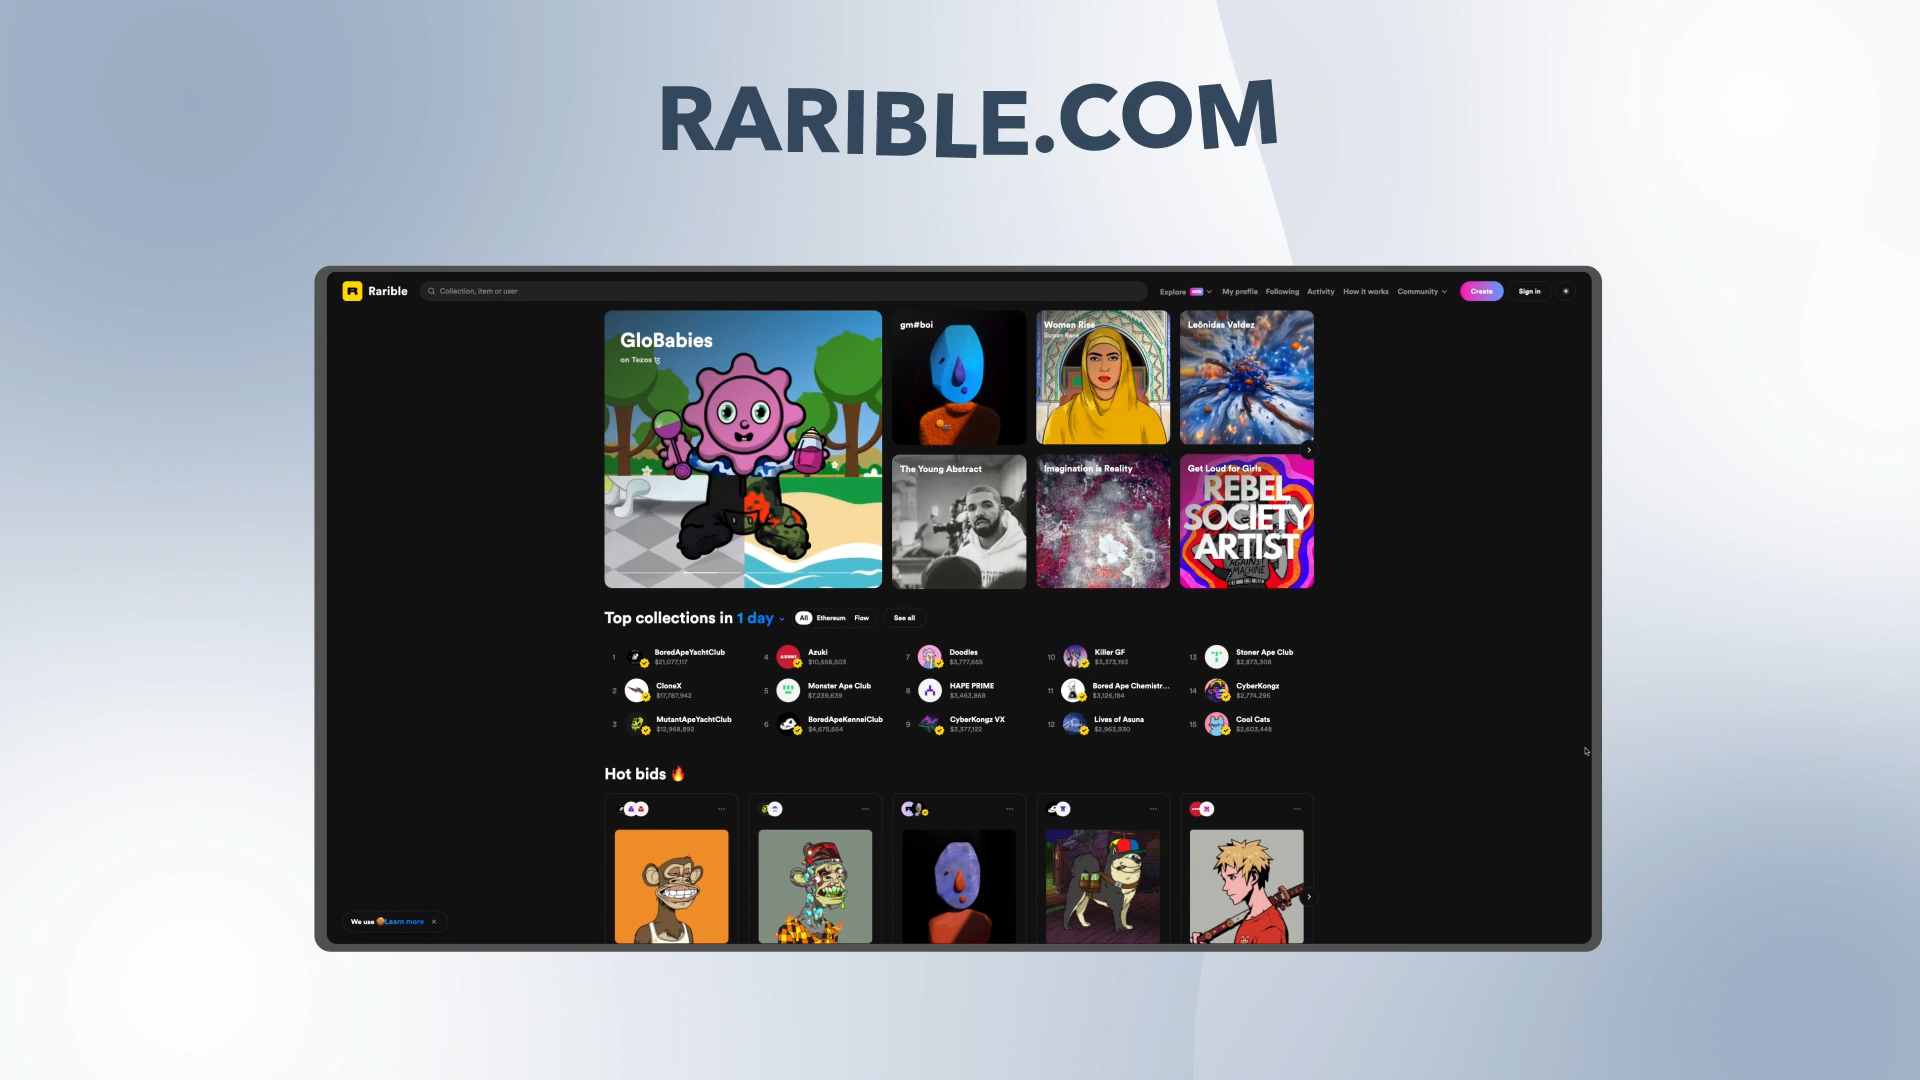 RARIBLE.COM
Rarible
Collection, item or user
Explore NEW
My profile
Following
Activity
How it works
Community
Create
Sign in
GloBabies
on Tezos
gm#boi
Women Rise
Super Rare
Leônidas Valdez
The Young Abstract
Imagination is Reality
Get Loud for Girls
REBEL
SOCIETY
ARTIST
AGAINST
MACHINE
Top collections in 1 day
All
Ethereum
Flow
See all
1 BoredApeYachtClub
$21,077,117
2 CloneX
$17,787,942
3 MutantApeYachtClub
$12,968,892
4 Azuki
$10,558,503
5 Monster Ape Club
$7,239,639
6 BoredApeKennelClub
$4,675,654
7 Doodles
$3,777,655
8 HAPE PRIME
$3,463,868
9 CyberKongz VX
$3,377,122
10 Killer GF
$3,373,193
11 Bored Ape Chemistr...
$3,126,184
12 Lives of Asuna
$2,963,930
13 Stoner Ape Club
$2,873,308
14 CyberKongz
$2,774,296
15 Cool Cats
$2,603,448
Hot bids
We use Learn more